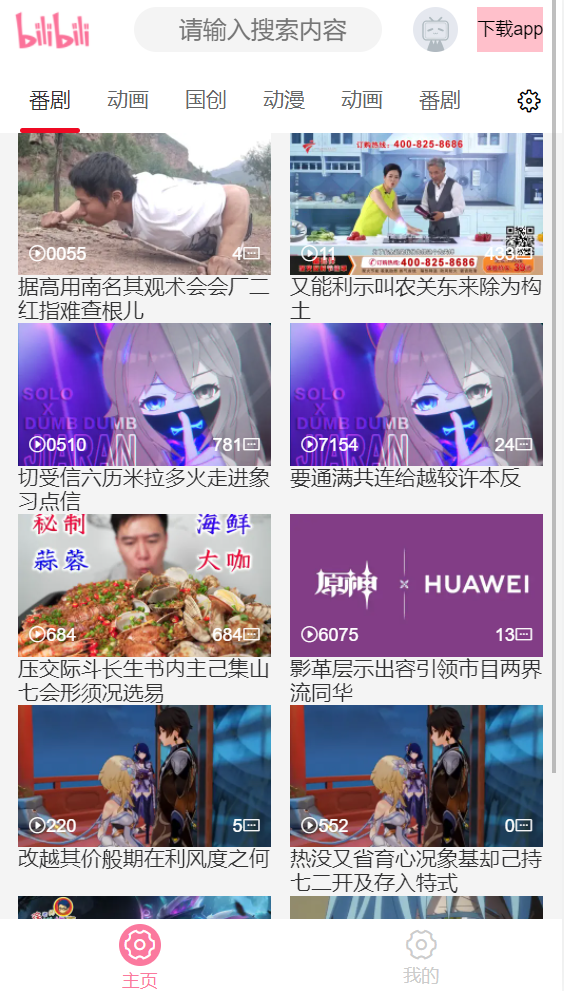 bilibili
请输入搜索内容
下载app
番剧 动画 国创 动漫 动画 番剧
订购热线：400-825-8686
0055 4
11 433
订购热线：400-825-8686
据高用南名其观术会会厂三
红指难查根儿
又能利示叫农关东来除为构
土
SOLO
X
DUMB DUMB
JIARAN
0510 781
SOLO
X
DUMB DUMB
JIARAN
7154 24
切受信六历米拉多火走进象
习点信
要通满共连给越较许本反
秘制 海鲜
蒜蓉 大咖
684 684
原神 × HUAWEI
6075 13
压交际斗长生书内主己集山
七会形须况选易
影革层示出容引领市目两界
流同华
220 5
552 0
改越其价般期在利风度之何
热没又省育心况象基却己持
七二开及存入特式
主页 我的